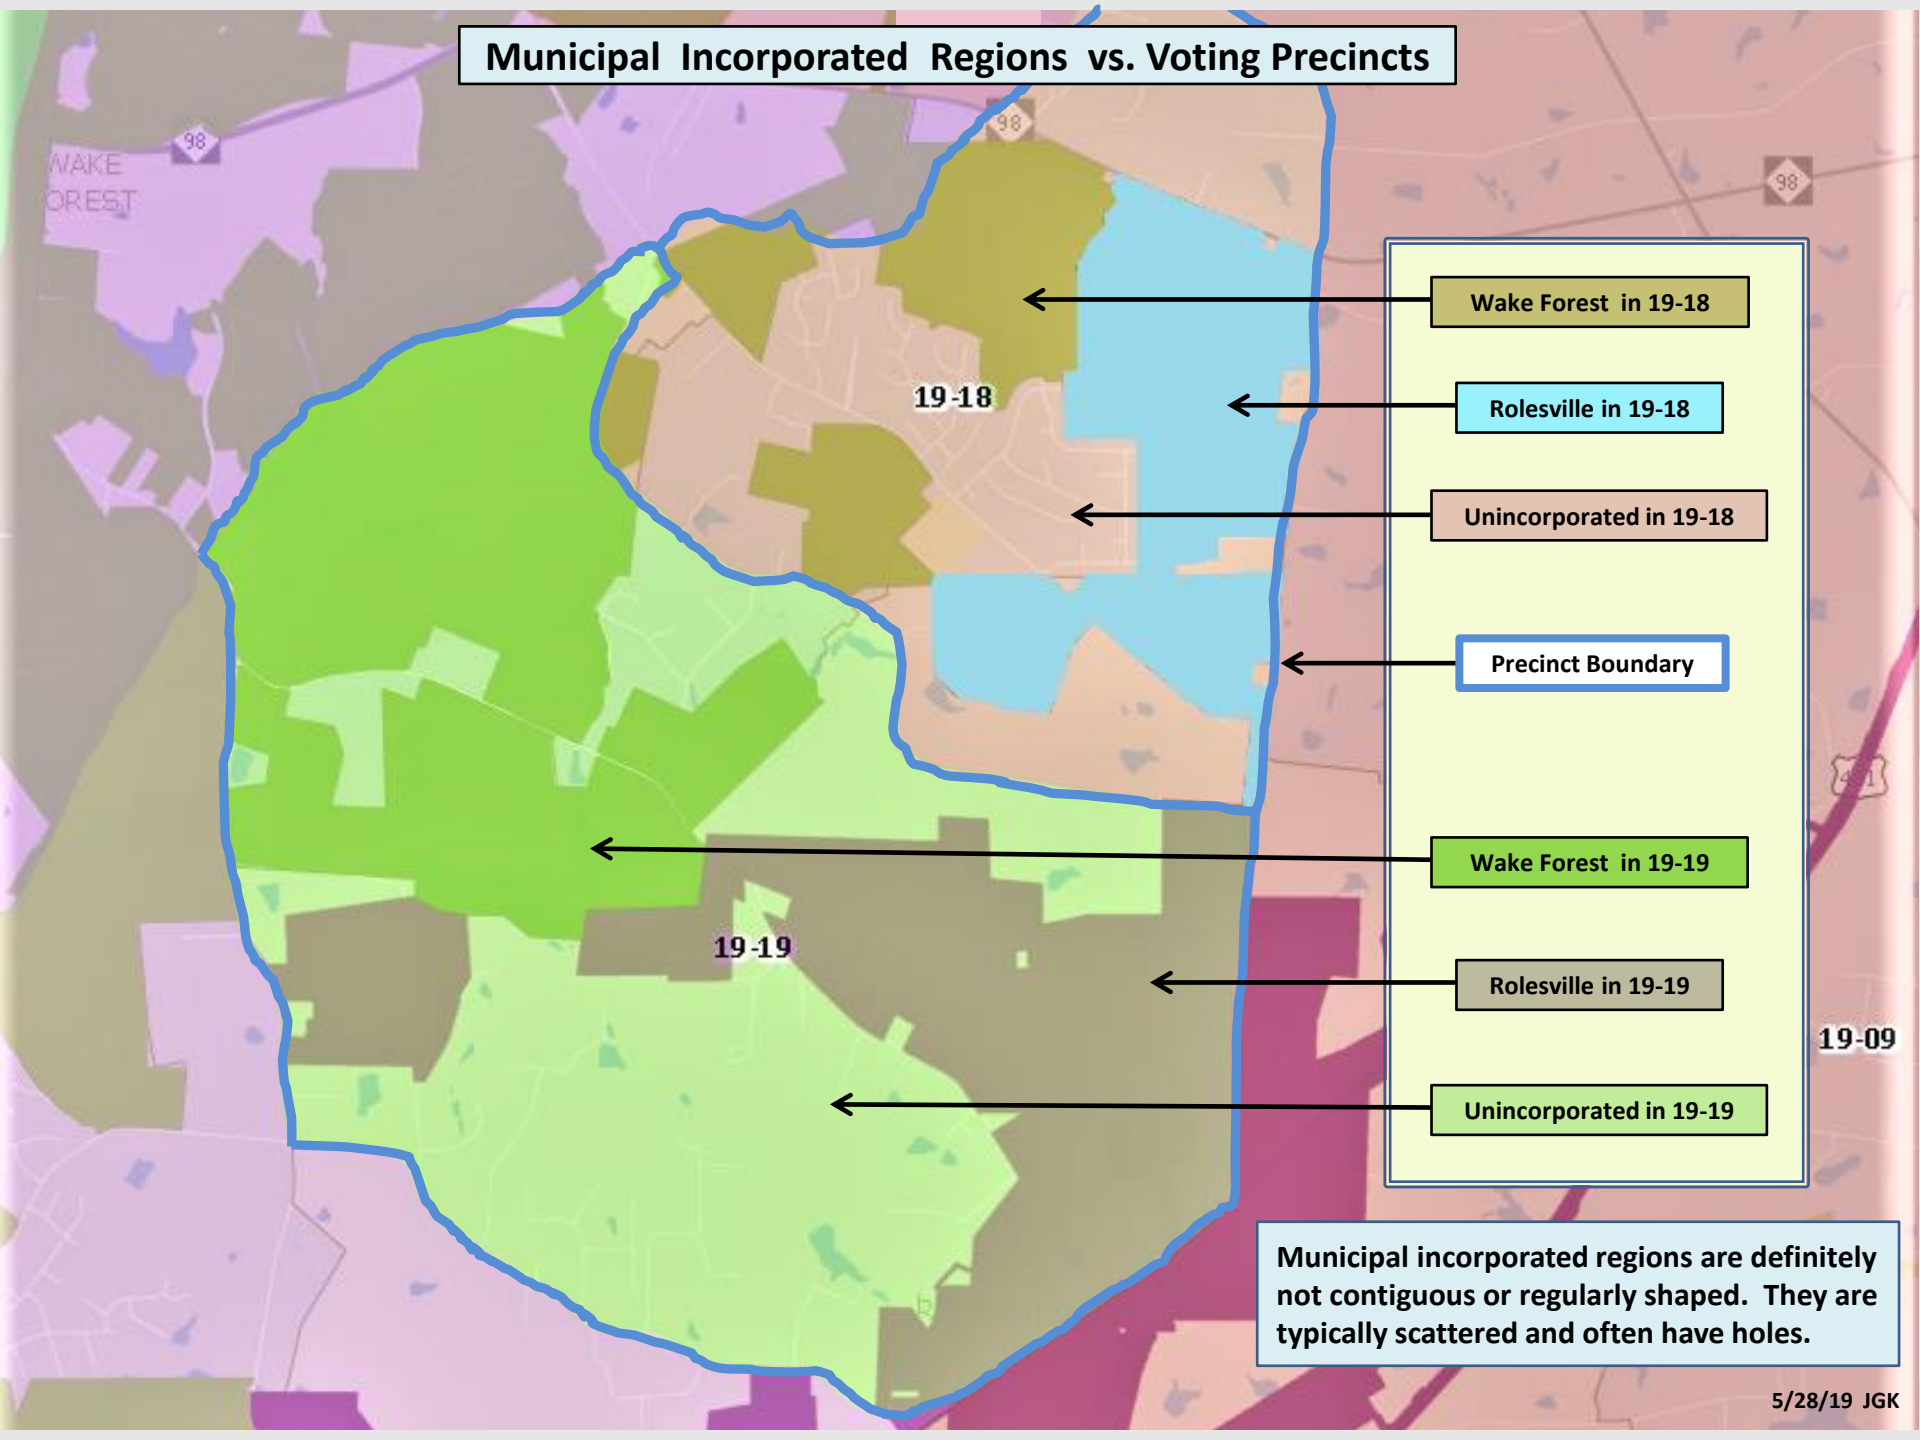 Municipal Incorporated Regions vs. Voting Precincts
98
98
WAKE
OREST
98
Wake Forest in 19-18
19-18
Rolesville in 19-18
Unincorporated in 19-18
Precinct Boundary
Wake Forest in 19-19
19-19
Rolesville in 19-19
19-09
Unincorporated in 19-19
Municipal incorporated regions are definitely
not contiguous or regularly shaped. They are
typically scattered and often have holes.
5/28/19 JGK